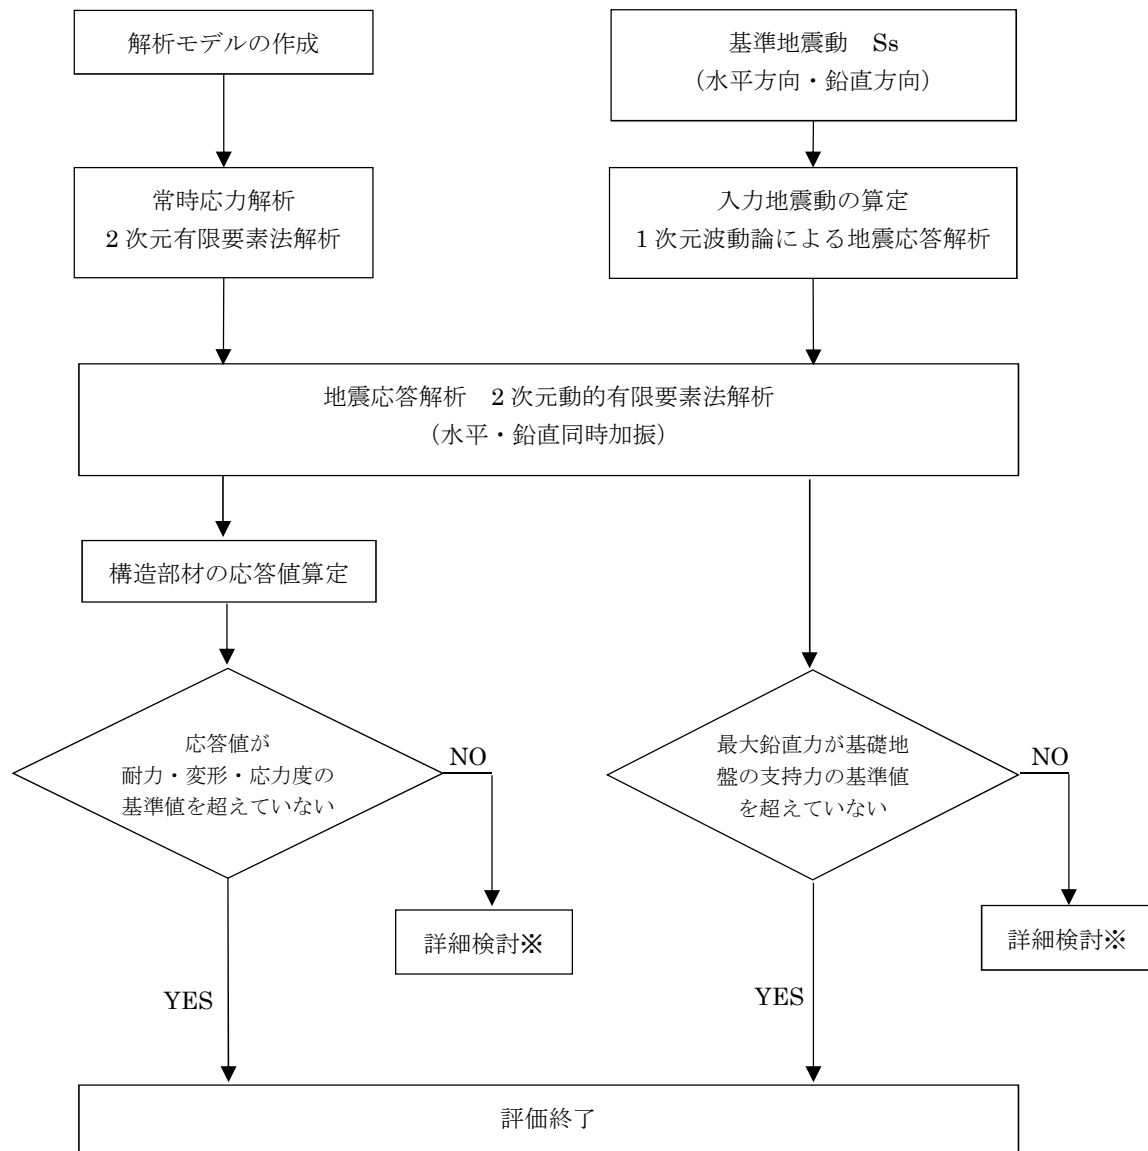 解析モデルの作成
基準地震動　Ss
（水平方向・鉛直方向）
常時応力解析
2 次元有限要素法解析
入力地震動の算定
1 次元波動論による地震応答解析
地震応答解析　2 次元動的有限要素法解析
（水平・鉛直同時加振）
構造部材の応答値算定
応答値が
耐力・変形・応力度の
基準値を超えていない
NO
最大鉛直力が基礎地
盤の支持力の基準値
を超えていない
NO
詳細検討※
詳細検討※
YES
YES
評価終了